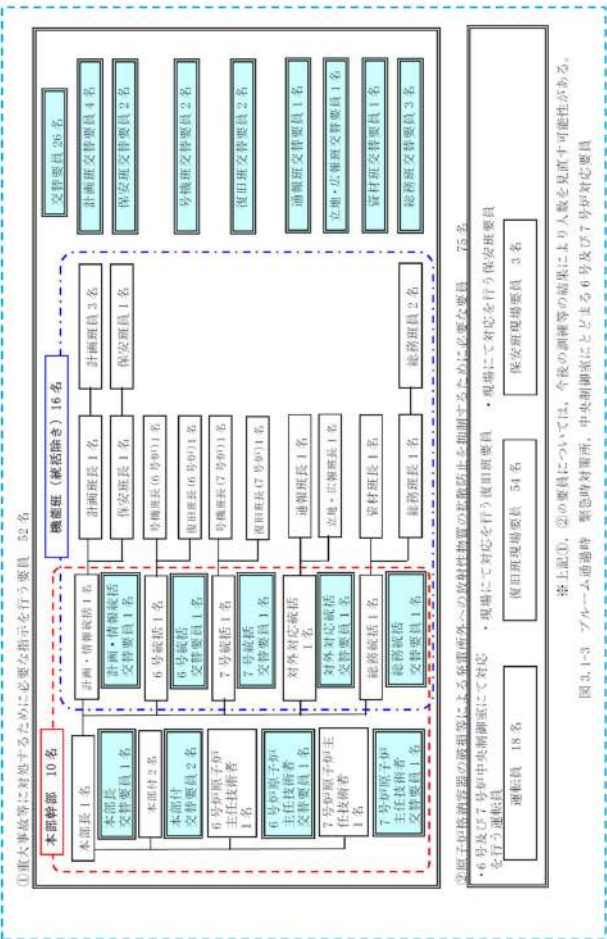 ①重大事故等に対処するために必要な指示を行う要員 52名
本部幹部 10名
機能班（統括除き）16名
交替要員 26名
本部長1名
本部長
交替要員1名
本部付2名
本部付
交替要員2名
6号炉原子炉
主任技術者
1名
6号炉原子炉
主任技術者
交替要員1名
7号炉原子炉主
任技術者
1名
7号炉原子炉
主任技術者
交替要員1名
計画・情報統括1名
計画・情報統括
交替要員1名
6号統括1名
6号統括
交替要員1名
7号統括1名
7号統括
交替要員1名
対外対応統括
1名
対外対応統括
交替要員1名
総務統括1名
総務統括
交替要員1名
計画班長1名
保安班長1名
号機班長(6号炉)1名
復旧班長(6号炉)1名
号機班長(7号炉)1名
復旧班長(7号炉)1名
通報班長1名
立地・広報班長1名
資材班長1名
総務班長1名
計画班員3名
保安班員1名
総務班員2名
計画班交替要員4名
保安班交替要員2名
号機班交替要員2名
復旧班交替要員2名
通報班交替要員1名
立地・広報班交替要員1名
資材班交替要員1名
総務班交替要員3名
②原子炉格納容器の破損等による発電所外への放射性物質の拡散防止を抑制するために必要な要員 75名
・6号及び7号炉中央制御室にて対応
を行う運転員
運転員 18名
・現場にて対応を行う復旧班要員
復旧班現場要員 54名
・現場にて対応を行う保安班要員
保安班現場要員 3名
※上記①，②の要員については，今後の訓練等の結果により人数を見直す可能性がある。
図3.1-3 プルーム通過時 緊急時対策所，中央制御室にとどまる6号及び7号炉対応要員